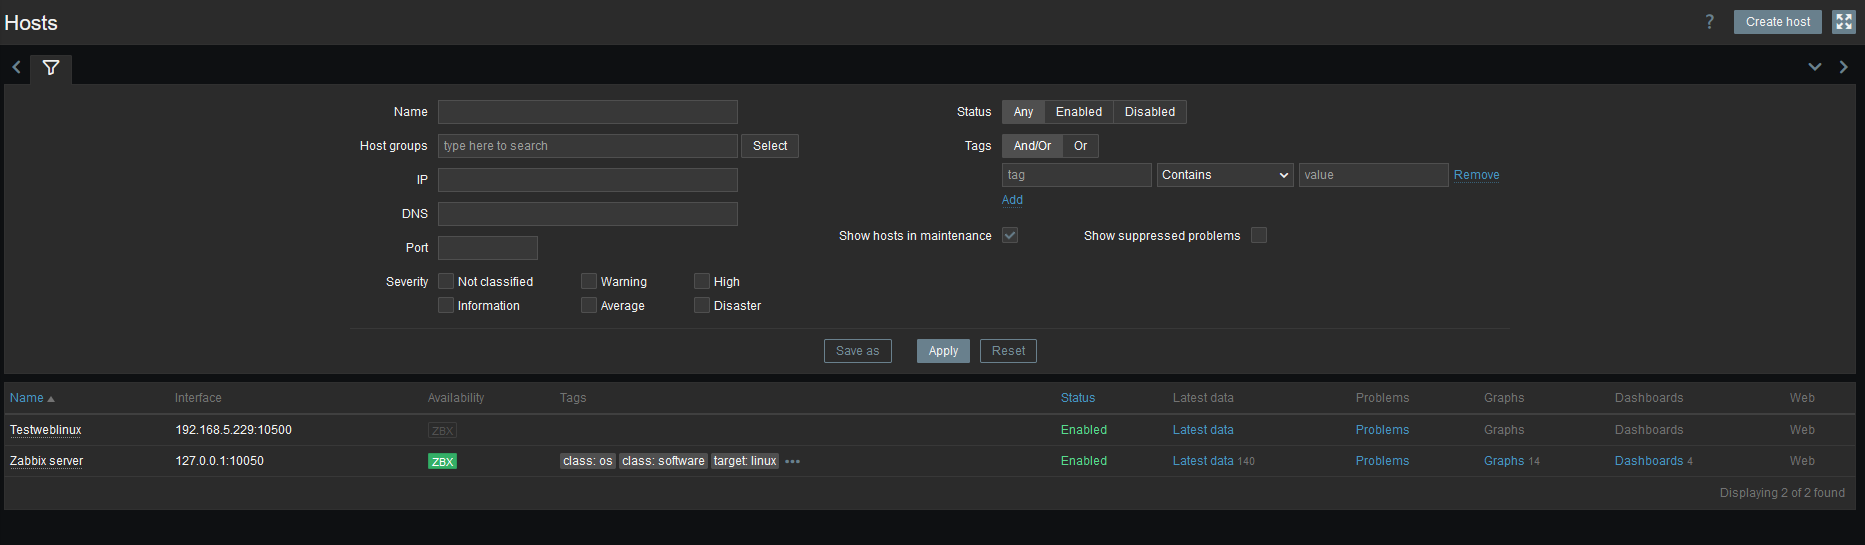 Hosts ? Create host
Name Status Any Enabled Disabled
Host groups type here to search Select Tags And/Or Or
IP tag Contains value Remove
DNS Add
Port Show hosts in maintenance Show suppressed problems
Severity Not classified Warning High
Information Average Disaster
Save as Apply Reset
Name Interface Availability Tags Status Latest data Problems Graphs Dashboards Web
Testweblinux 192.168.5.229:10500 ZBX Enabled Latest data Problems Graphs Dashboards Web
Zabbix server 127.0.0.1:10050 ZBX class: os class: software target: linux ••• Enabled Latest data 140 Problems Graphs 14 Dashboards 4 Web
Displaying 2 of 2 found